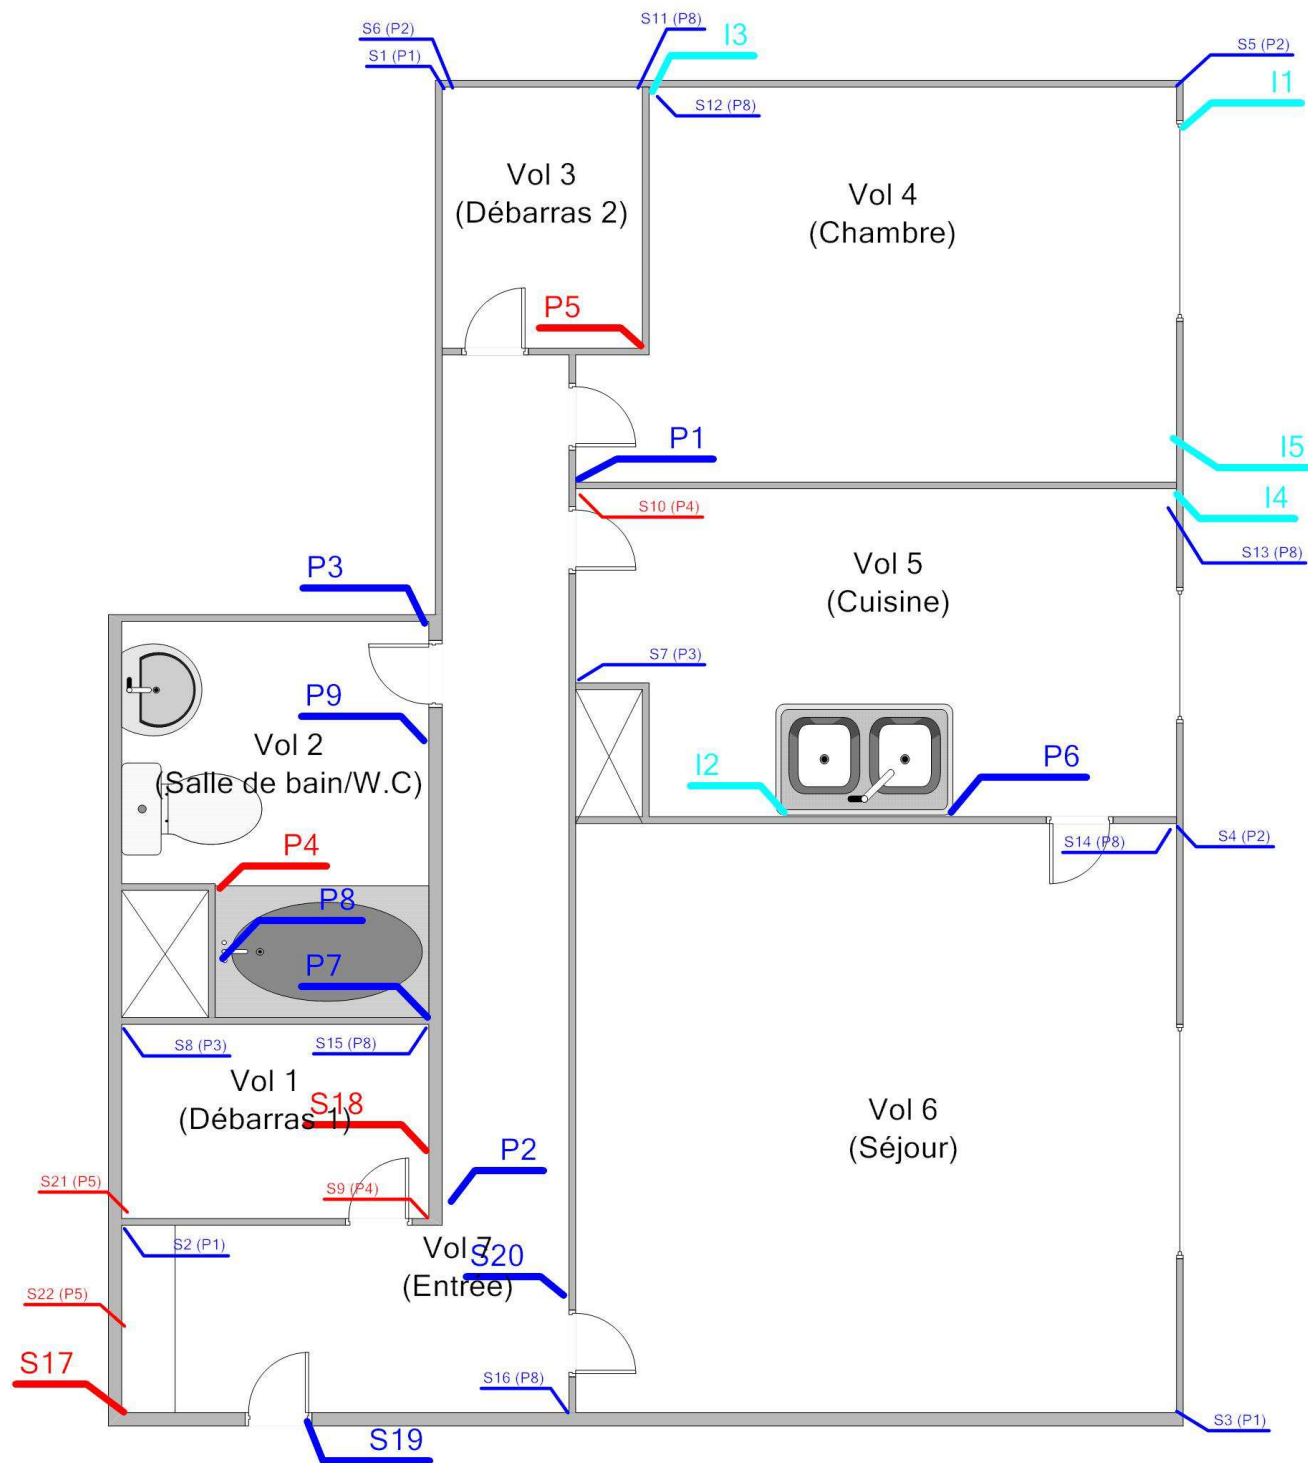 S11 (P8)
S6 (P2)
I3
S5 (P2)
S1 (P1)
I1
S12 (P8)
Vol 3
(Débarras 2)
Vol 4
(Chambre)
P5
P1
I5
S10 (P4)
I4
S13 (P8)
P3
Vol 5
(Cuisine)
S7 (P3)
P9
Vol 2
(Salle de bain/W.C)
I2
P6
P4
S14 (P8)
S4 (P2)
P8
P7
S8 (P3)
S15 (P8)
Vol 1
(Débarras 1)
S18
Vol 6
(Séjour)
P2
S21 (P5)
S9 (P4)
S2 (P1)
Vol 7
(Entrée)
S20
S22 (P5)
S17
S16 (P8)
S3 (P1)
S19